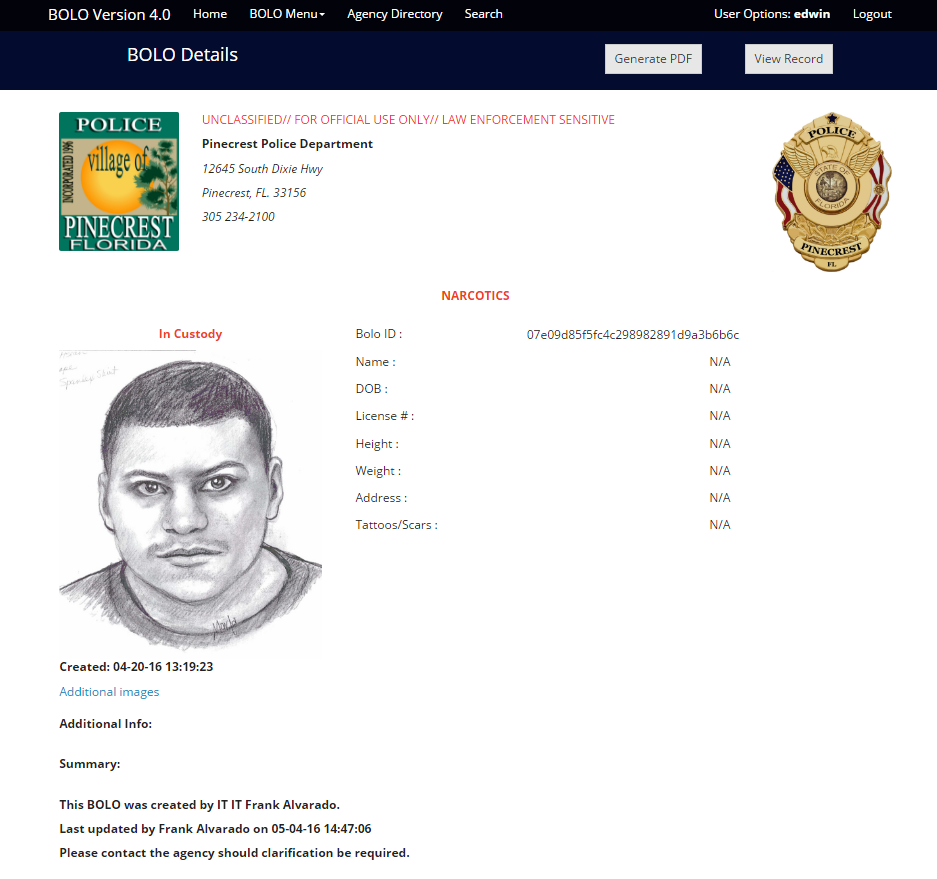 BOLO Version 4.0 Home BOLO Menu Agency Directory Search User Options: edwin Logout
BOLO Details Generate PDF View Record
POLICE
INCORPORATED 1996
village of
PINECREST
FLORIDA
UNCLASSIFIED// FOR OFFICIAL USE ONLY// LAW ENFORCEMENT SENSITIVE
Pinecrest Police Department
12645 South Dixie Hwy
Pinecrest, FL. 33156
305 234-2100
POLICE
STATE OF
FLORIDA
PINECREST
FL
NARCOTICS
In Custody
Bolo ID : 07e09d85f5fc4c298982891d9a3b6b6c
Name : N/A
DOB : N/A
License # : N/A
Height : N/A
Weight : N/A
Address : N/A
Tattoos/Scars : N/A
Created: 04-20-16 13:19:23
Additional images
Additional Info:
Summary:
This BOLO was created by IT IT Frank Alvarado.
Last updated by Frank Alvarado on 05-04-16 14:47:06
Please contact the agency should clarification be required.